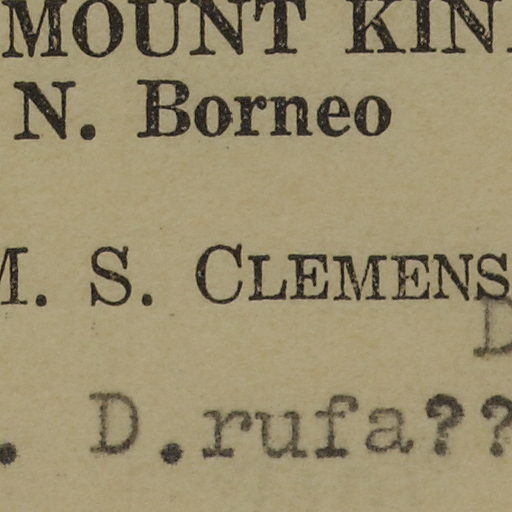 MOUNT KIN
N. Borneo
M. S. CLEMENS
D
. D.rufa??